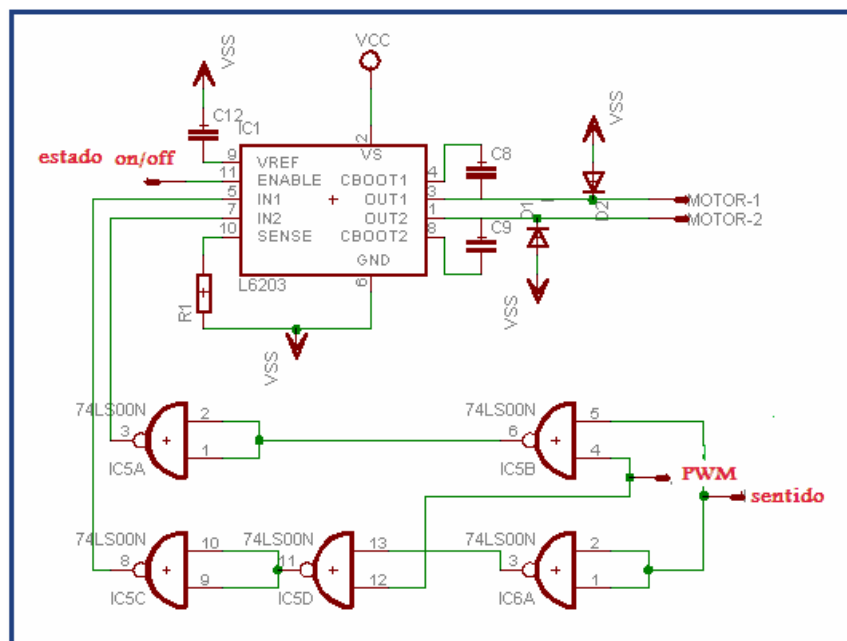 VSS
VCC
VSS
C12
IC1
2
VS
estado on/off
9
VREF
11
ENABLE
5
IN1
7
IN2
10
SENSE
CBOOT1
4
OUT1
3
OUT2
1
CBOOT2
8
GND
6
L6203
C8
C9
D1
D2
MOTOR-1
MOTOR-2
R1
VSS
VSS
74LS00N
3
2
1
IC5A
74LS00N
6
5
4
IC5B
PWM
sentido
74LS00N
8
10
9
IC5C
74LS00N
11
13
12
IC5D
74LS00N
3
2
1
IC6A